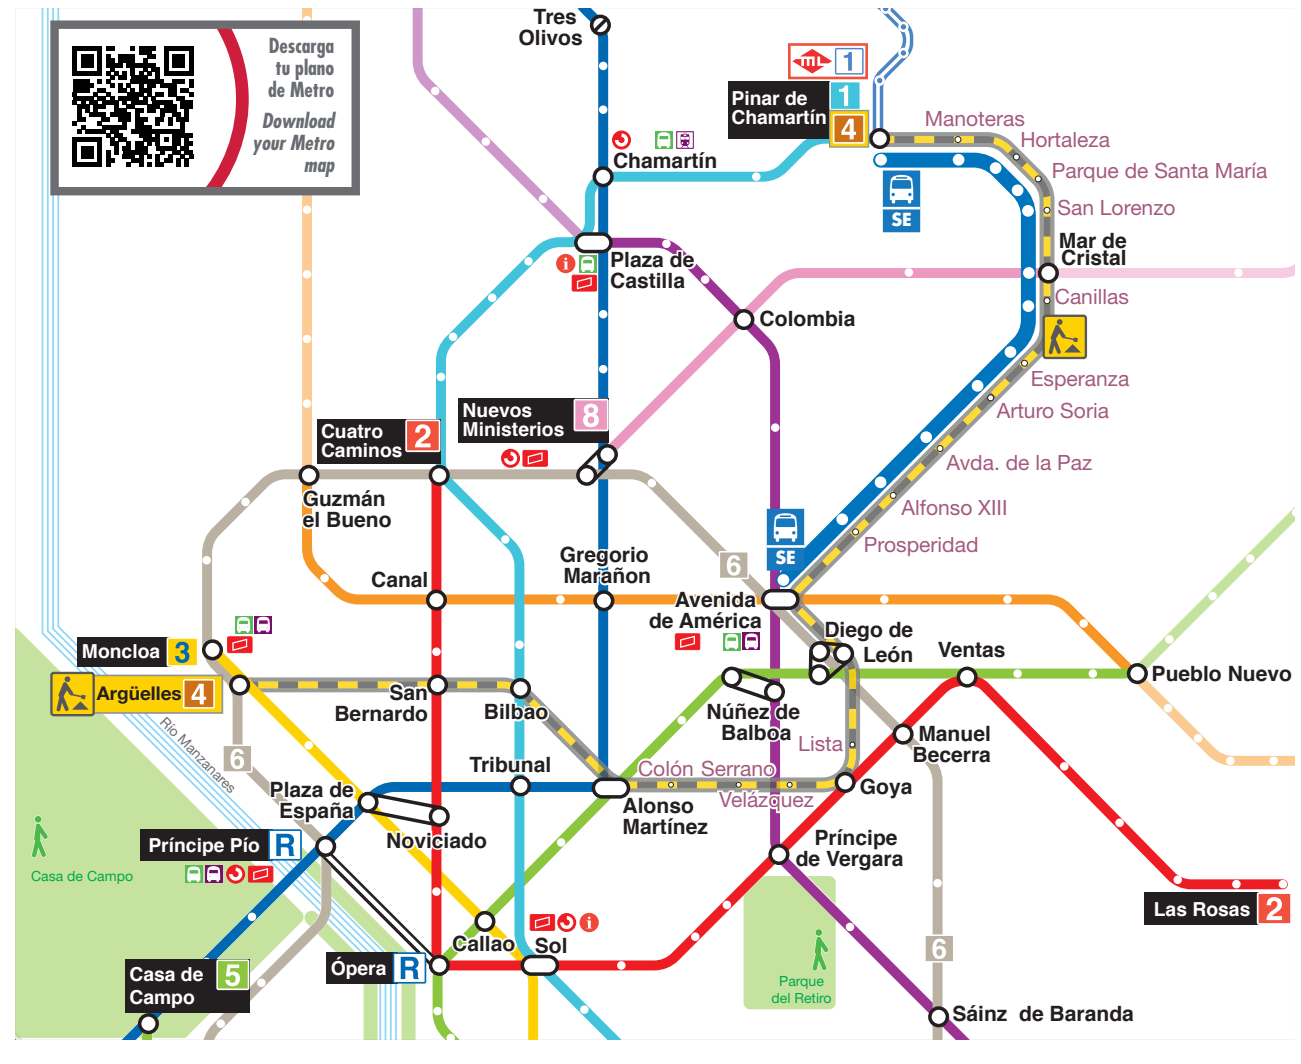 Tres
Olivos
Descarga
tu plano
de Metro
Download
your Metro
map
ML 1
Pinar de
Chamartín
1
4
Manoteras
Hortaleza
Parque de Santa María
San Lorenzo
Chamartín
SE
Mar de
Cristal
Plaza de
Castilla
i
Canillas
Colombia
Esperanza
Arturo Soria
Nuevos
Ministerios
8
Cuatro
Caminos
2
Avda. de la Paz
Guzmán
el Bueno
Alfonso XIII
SE
Prosperidad
Gregorio
Marañon
6
Canal
Avenida
de América
Diego de
León
Moncloa 3
Ventas
Pueblo Nuevo
Argüelles 4
San
Bernardo
Bilbao
Núñez de
Balboa
Río Manzanares
6
Lista
Manuel
Becerra
Tribunal
Colón Serrano
Velázquez
Goya
Plaza de
España
Alonso
Martínez
Noviciado
Príncipe Pío R
Príncipe
de Vergara
Casa de Campo
Las Rosas 2
i
Callao
Sol
6
Ópera R
Casa de
Campo
5
Parque
del Retiro
Sáinz de Baranda